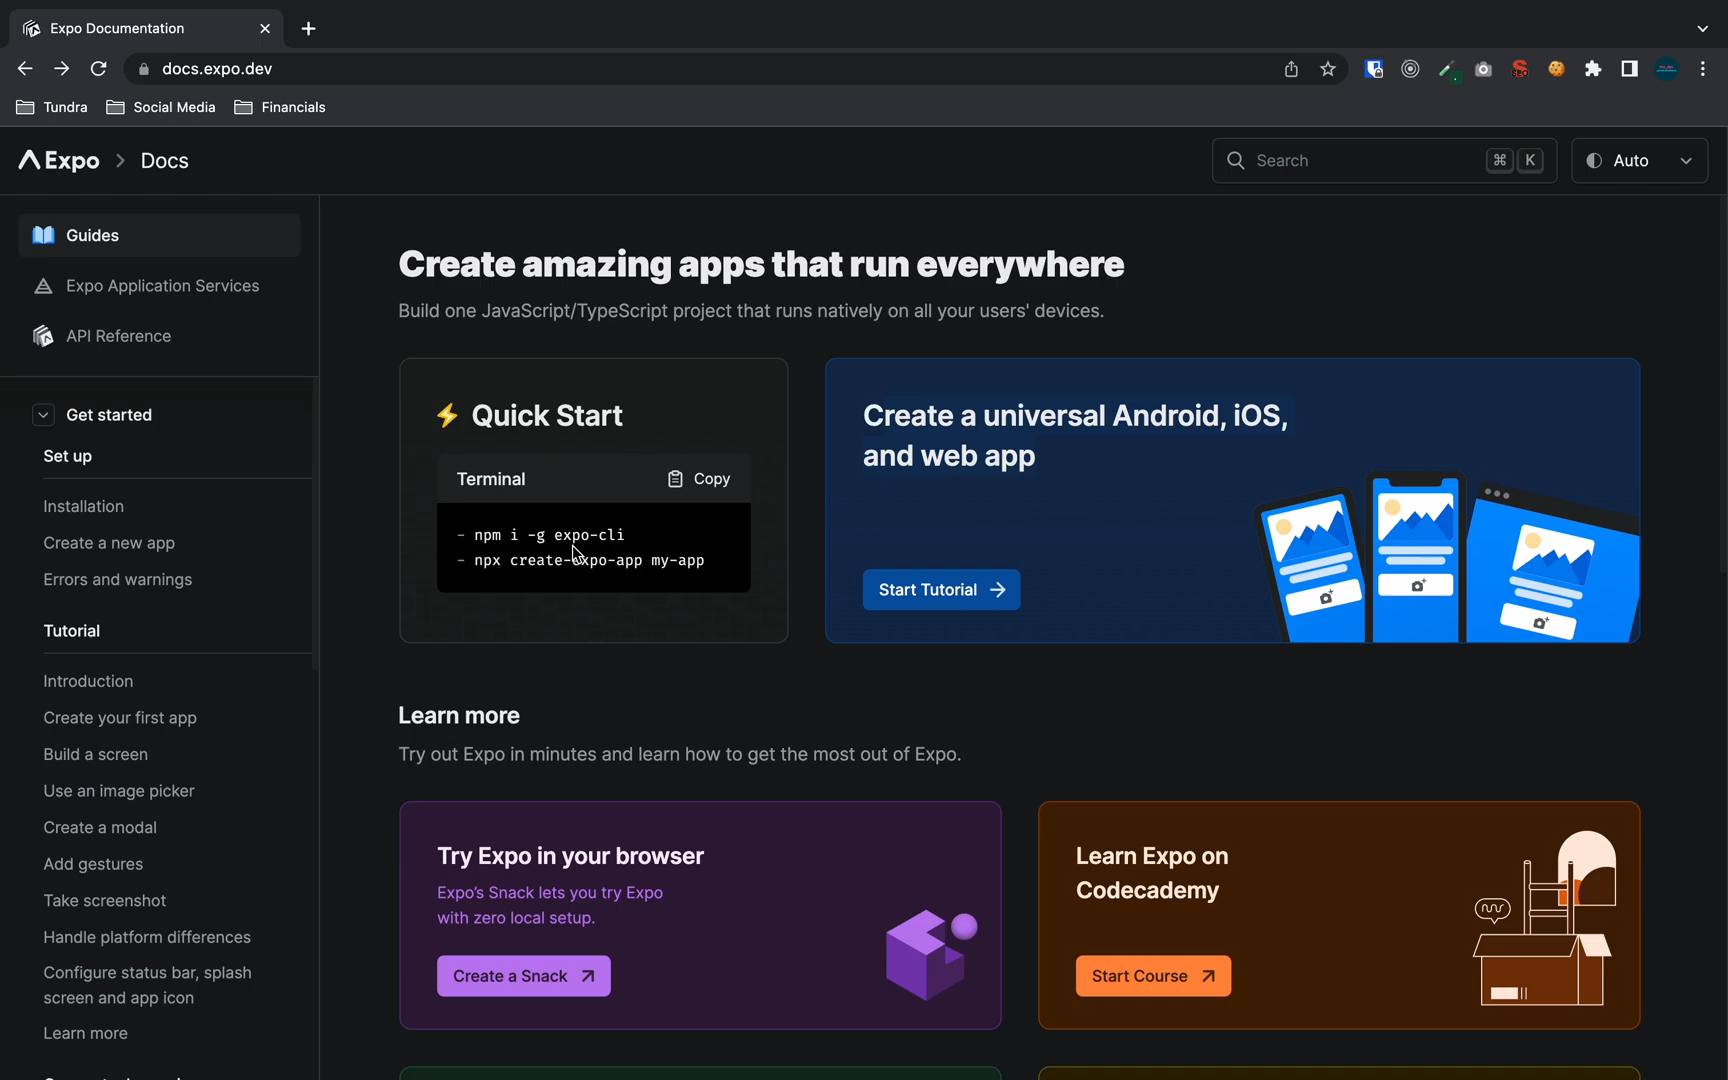 Expo Documentation
docs.expo.dev
SEO
Tundra
Social Media
Financials
Expo
Docs
Search
⌘ K
Auto
Guides
Expo Application Services
API Reference
Get started
Set up
Installation
Create a new app
Errors and warnings
Tutorial
Introduction
Create your first app
Build a screen
Use an image picker
Create a modal
Add gestures
Take screenshot
Handle platform differences
Configure status bar, splash
screen and app icon
Learn more
Create amazing apps that run everywhere
Build one JavaScript/TypeScript project that runs natively on all your users' devices.
Quick Start
Terminal
Copy
- npm i -g expo-cli
- npx create-expo-app my-app
Create a universal Android, iOS,
and web app
Start Tutorial
Learn more
Try out Expo in minutes and learn how to get the most out of Expo.
Try Expo in your browser
Expo's Snack lets you try Expo
with zero local setup.
Create a Snack
Learn Expo on
Codecademy
Start Course